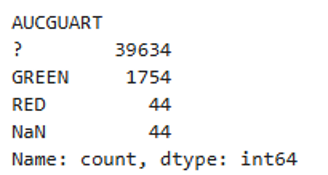 AUCGUART
? 39634
GREEN 1754
RED 44
NaN 44
Name: count, dtype: int64